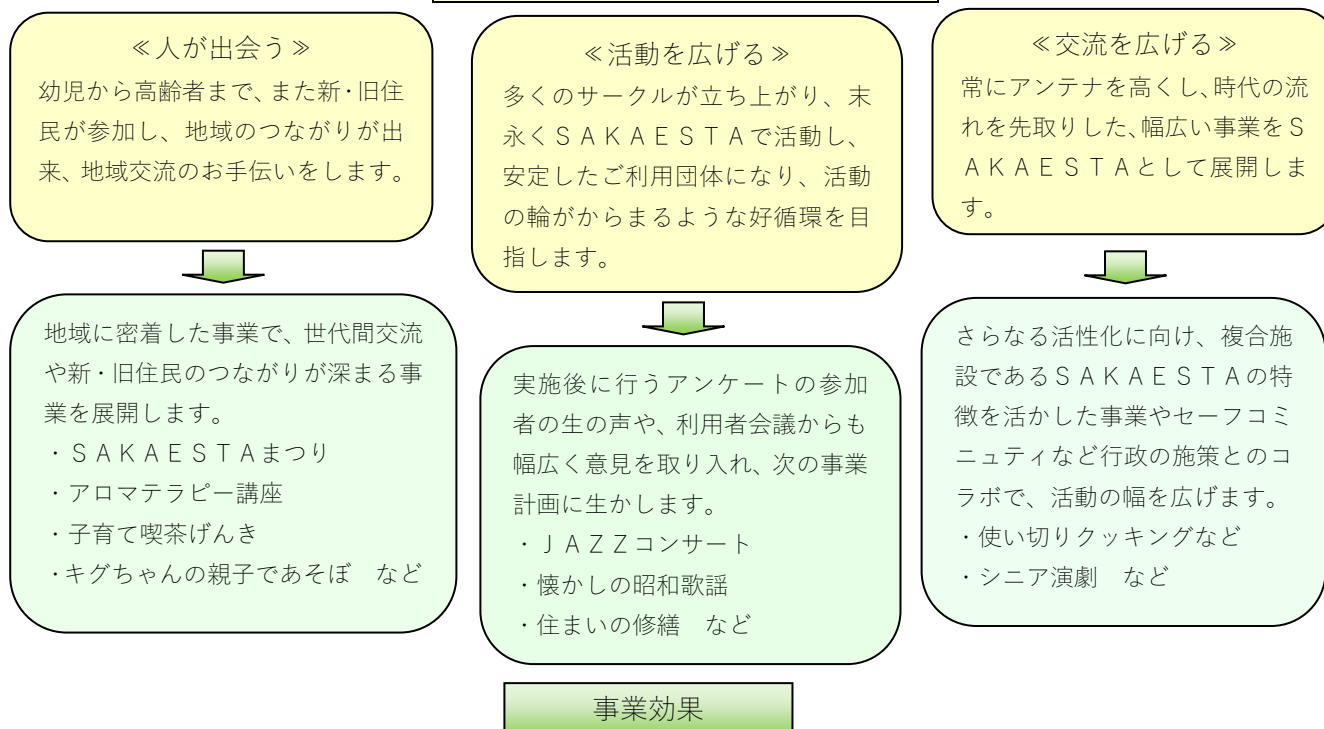 ≪人が出会う≫
幼児から高齢者まで、また新・旧住
民が参加し、地域のつながりが出
来、地域交流のお手伝いをします。
≪活動を広げる≫
多くのサークルが立ち上がり、末
永くＳＡＫＡＥＳＴＡで活動し、
安定したご利用団体になり、活動
の輪がからまるような好循環を目
指します。
≪交流を広げる≫
常にアンテナを高くし、時代の流
れを先取りした、幅広い事業をＳ
ＡＫＡＥＳＴＡとして展開しま
す。
地域に密着した事業で、世代間交流
や新・旧住民のつながりが深まる事
業を展開します。
・ＳＡＫＡＥＳＴＡまつり
・アロマテラピー講座
・子育て喫茶げんき
・キグちゃんの親子であそぼ　など
実施後に行うアンケートの参加
者の生の声や、利用者会議からも
幅広く意見を取り入れ、次の事業
計画に生かします。
・ＪＡＺＺコンサート
・懐かしの昭和歌謡
・住まいの修繕　など
さらなる活性化に向け、複合施
設であるＳＡＫＡＥＳＴＡの特
徴を活かした事業やセーフコミ
ニュティなど行政の施策とのコ
ラボで、活動の幅を広げます。
・使い切りクッキングなど
・シニア演劇　など
事業効果